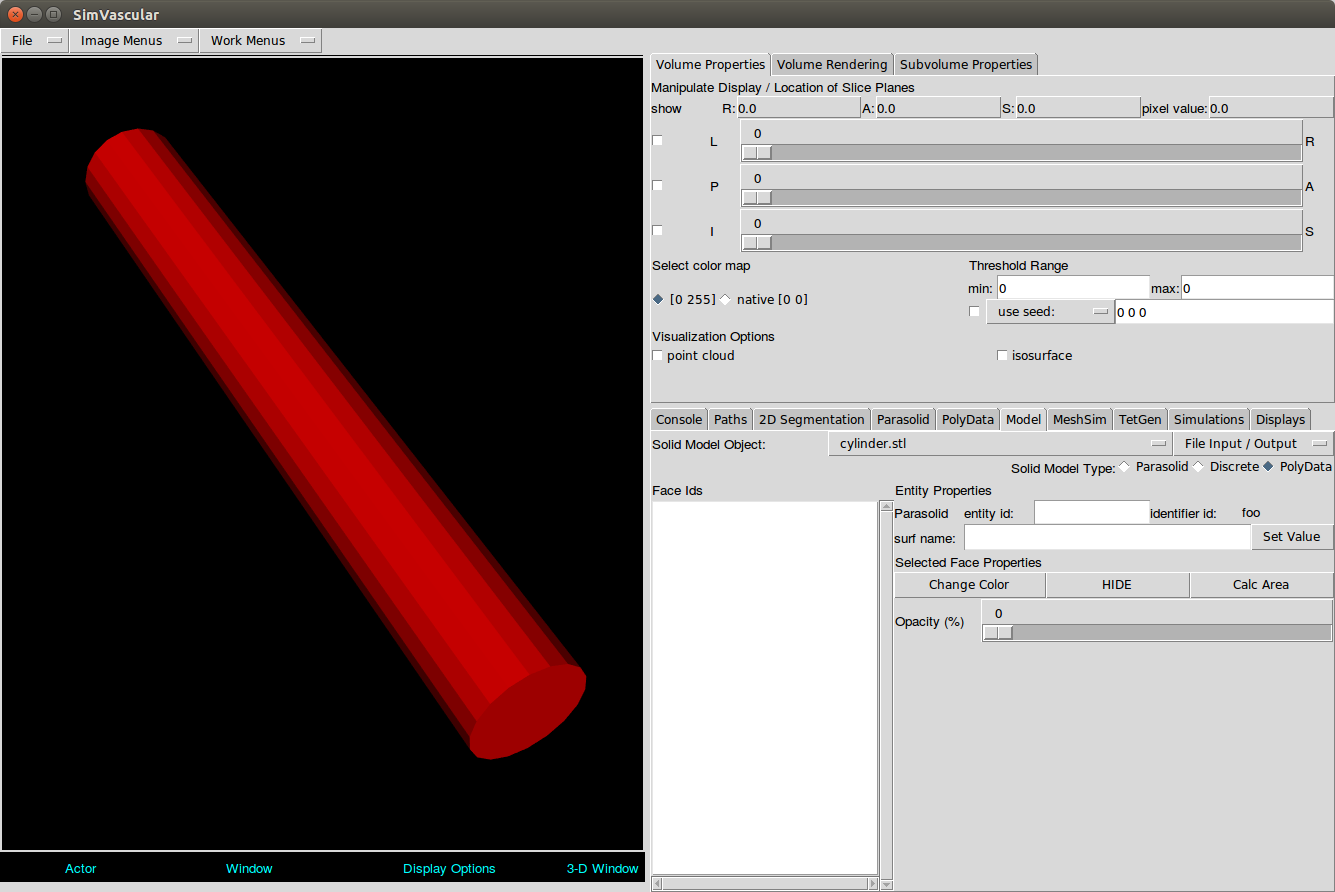 SimVascular
File Image Menus Work Menus
Volume Properties Volume Rendering Subvolume Properties
Manipulate Display / Location of Slice Planes
show R: 0.0 A: 0.0 S: 0.0 pixel value: 0.0
0
L R
0
P A
0
I S
Select color map Threshold Range
min: 0 max: 0
[0 255] native [0 0]
use seed: 0 0 0
Visualization Options
point cloud isosurface
Console Paths 2D Segmentation Parasolid PolyData Model MeshSim TetGen Simulations Displays
Solid Model Object: cylinder.stl File Input / Output
Solid Model Type: Parasolid Discrete PolyData
Face Ids Entity Properties
Parasolid entity id: identifier id: foo
surf name: Set Value
Selected Face Properties
Change Color HIDE Calc Area
0
Opacity (%)
Actor Window Display Options 3-D Window